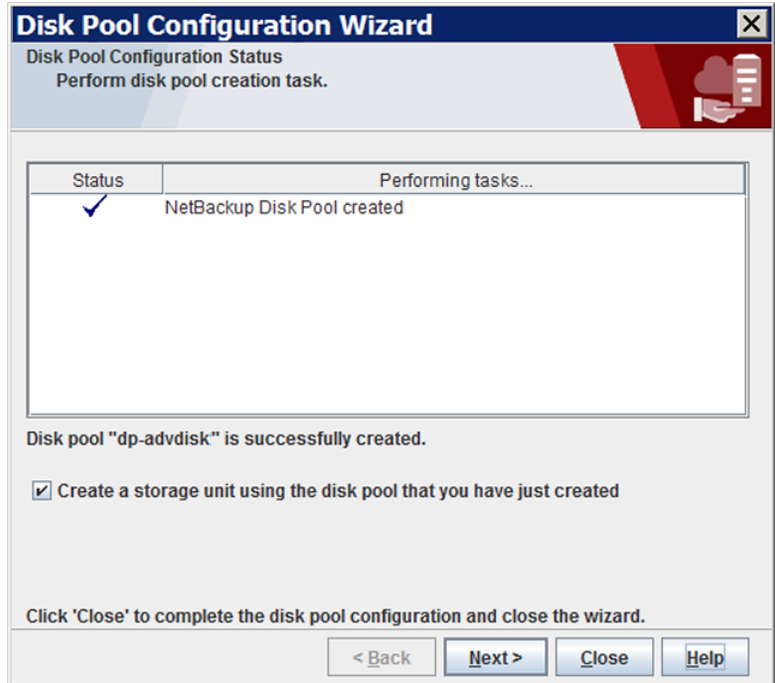 Disk Pool Configuration Wizard
Disk Pool Configuration Status
Perform disk pool creation task.
Status Performing tasks...
NetBackup Disk Pool created
Disk pool "dp-advdisk" is successfully created.
Create a storage unit using the disk pool that you have just created
Click 'Close' to complete the disk pool configuration and close the wizard.
< Back Next > Close Help